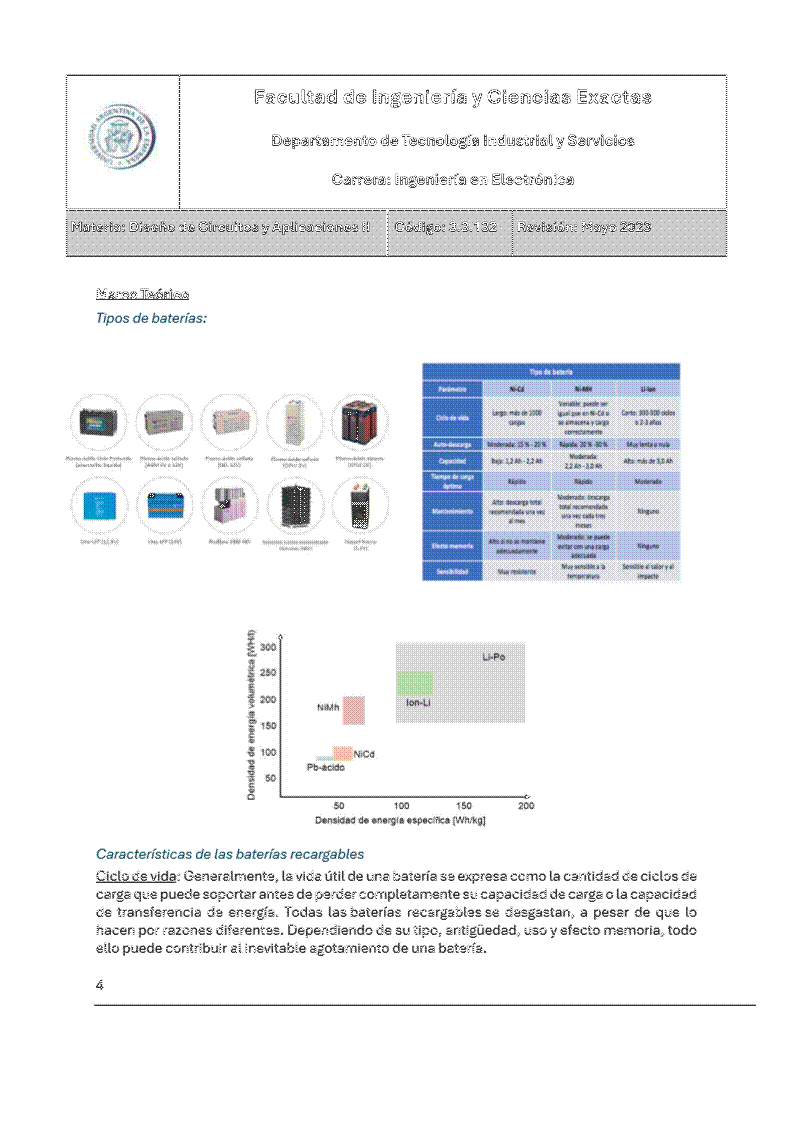 UNIVERSIDAD ARGENTINA DE LA EMPRESA
Facultad de Ingeniería y Ciencias Exactas
Departamento de Tecnología Industrial y Servicios
Carrera: Ingeniería en Electrónica
Materia: Diseño de Circuitos y Aplicaciones II
Código: 3.3.132
Revisión: Mayo 2023
Marco Teórico
Tipos de baterías:
Tipo de batería
Parámetro Ni-Cd Ni-MH Li-Ion
Ciclo de vida
Largo: más de 1000
cargas
Variable: puede ser
igual que en Ni-Cd si
se almacena y carga
correctamente
Corto: 300-500 ciclos
o 2-3 años
Auto-descarga Moderada: 15 % - 20 % Rápida: 20 % -30 % Muy lenta o nula
Capacidad Baja: 1,2 Ah - 2,2 Ah
Moderada:
2,2 Ah - 3,0 Ah
Alta: más de 3,0 Ah
Tiempo de carga
óptima
Rápido Rápido Moderado
Mantenimiento
Alto: descarga total
recomendada una vez
al mes
Moderado: descarga
total recomendada
una vez cada tres
meses
Ninguno
Efecto memoria
Alto si no se mantiene
adecuadamente
Moderado: se puede
evitar con una carga
adecuada
Ninguno
Sensibilidad Muy resistente
Muy sensible a la
temperatura
Sensible al calor y al
impacto
Densidad de energía volumétrica [WH/l]
300
250
200
150
100
50
Li-Po
Ion-Li
NiMh
NiCd
Pb-ácido
50 100 150 200
Densidad de energía específica [Wh/kg]
Características de las baterías recargables
Ciclo de vida: Generalmente, la vida útil de una batería se expresa como la cantidad de ciclos de
carga que puede soportar antes de perder completamente su capacidad de carga o la capacidad
de transferencia de energía. Todas las baterías recargables se desgastan, a pesar de que lo
hacen por razones diferentes. Dependiendo de su tipo, antigüedad, uso y efecto memoria, todo
ello puede contribuir al inevitable agotamiento de una batería.
4